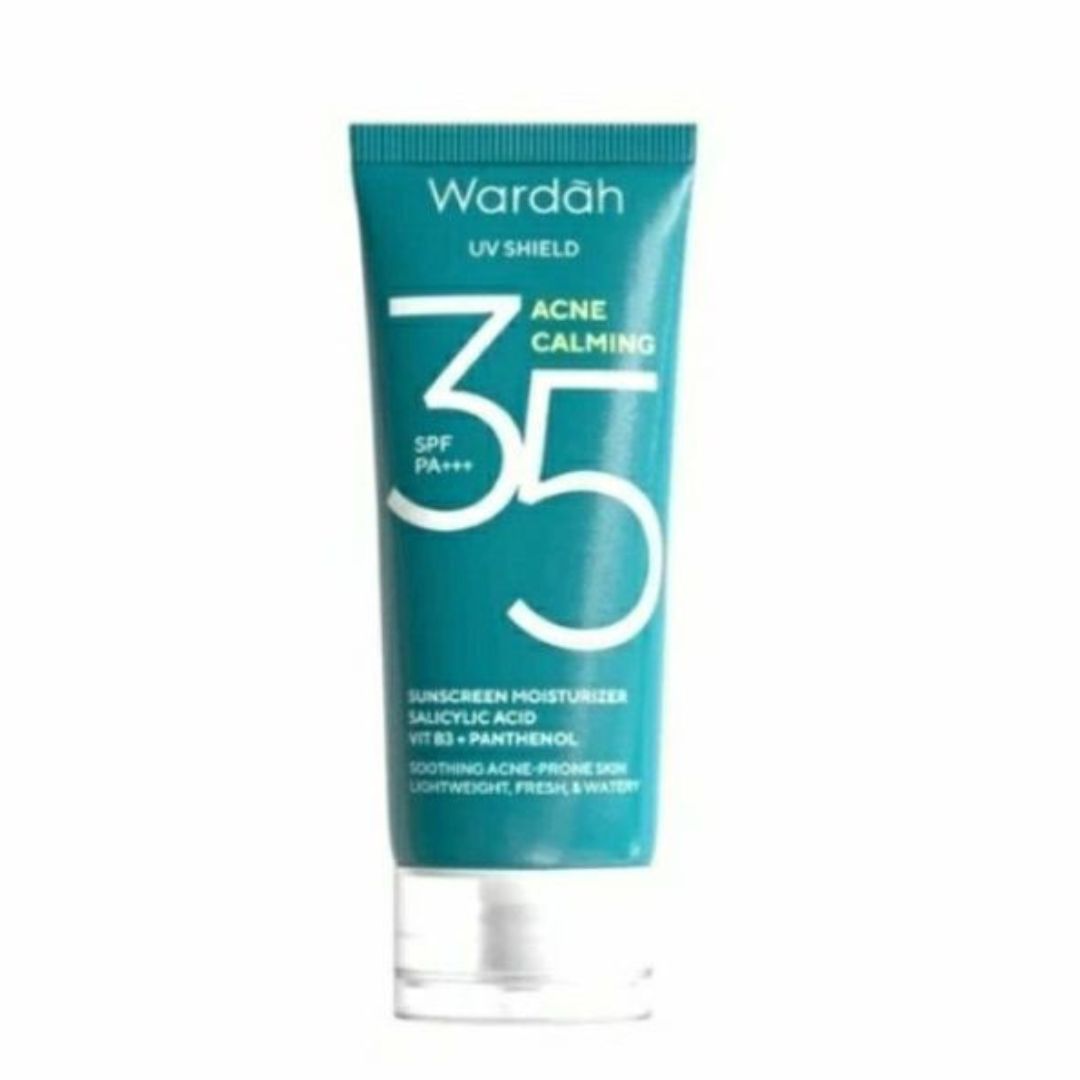 Wardãh
UV SHIELD
ACNE
CALMING
35
SPF
PA+++
SUNSCREEN MOISTURIZER
SALICYLIC ACID
VIT B3 + PANTHENOL
SOOTHING ACNE-PRONE SKIN
LIGHTWEIGHT, FRESH, & WATERY